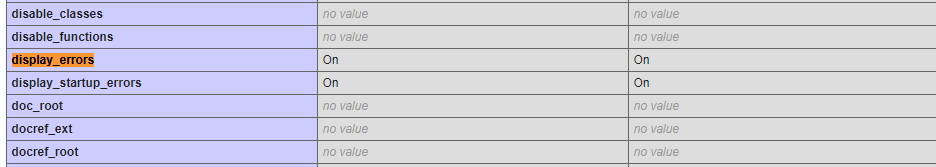 disable_classes no value no value
disable_functions no value no value
display_errors On On
display_startup_errors On On
doc_root no value no value
docref_ext no value no value
docref_root no value no value